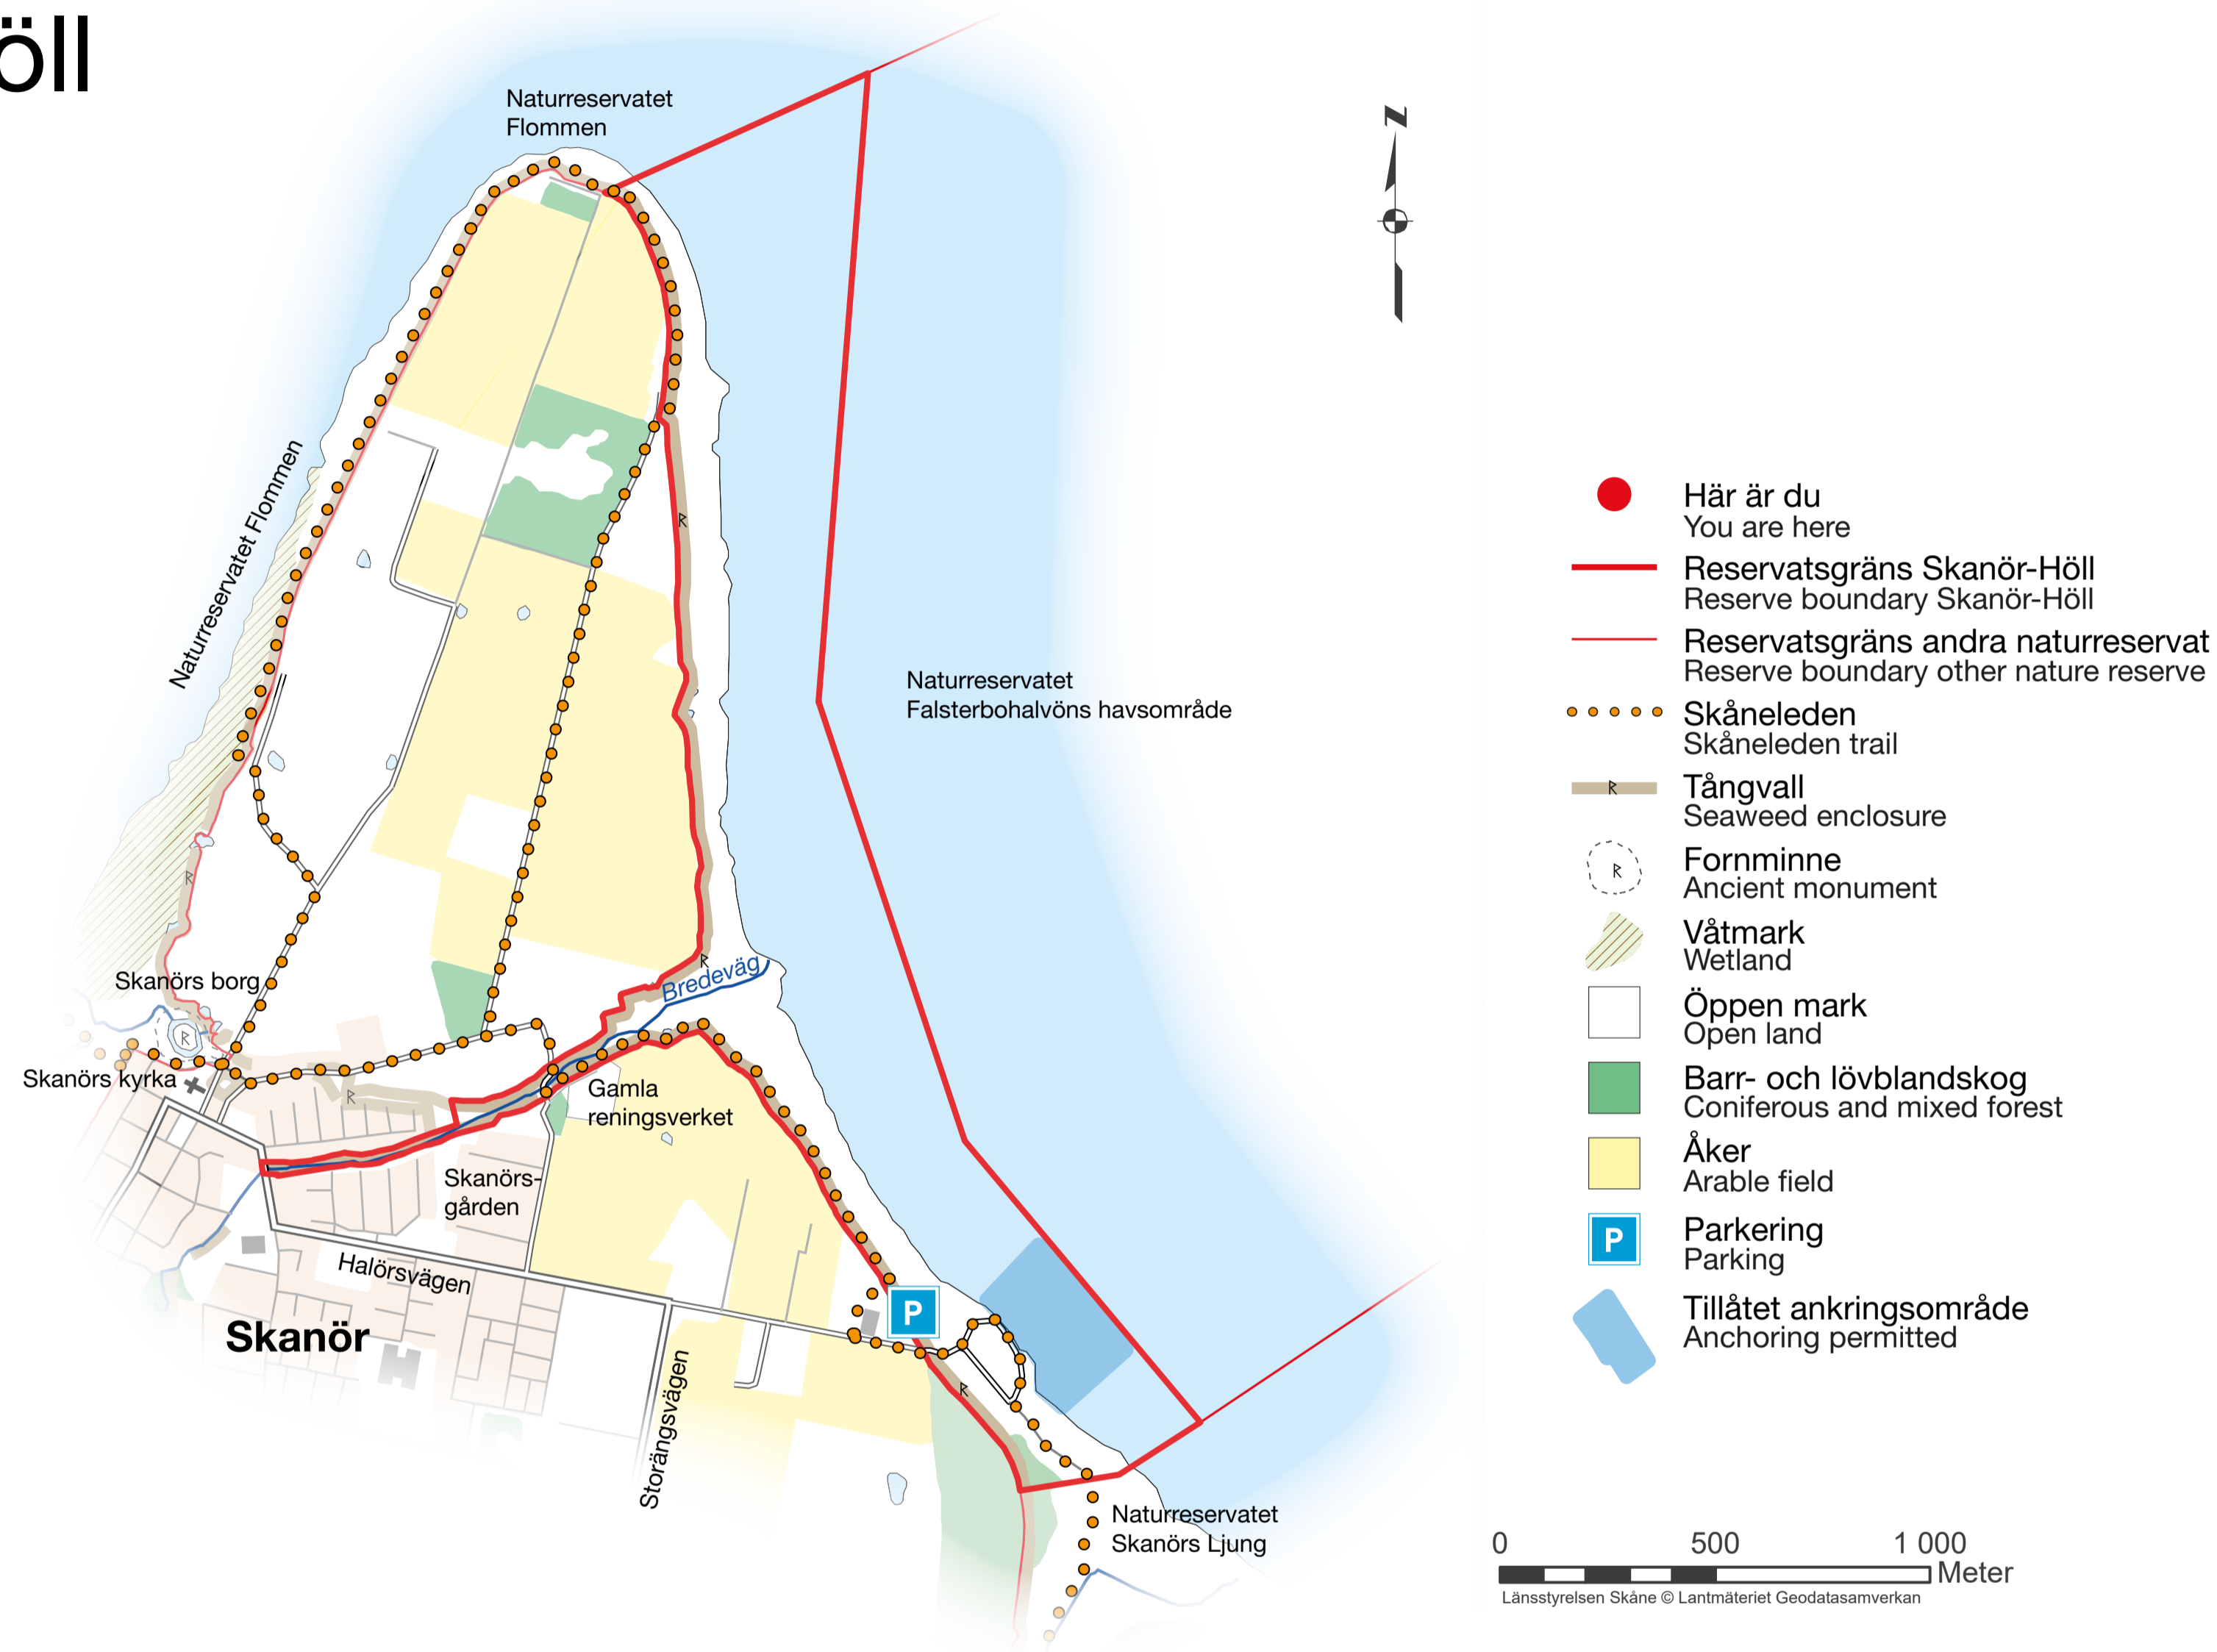 öll
Naturreservatet
Flommen
Naturreservatet Flommen
Naturreservatet
Falsterbohalvöns havsområde
R
R
R
Bredeväg
Skanörs borg
R
Skanörs kyrka
R
Gamla
reningsverket
Skanörs-
gården
Halörsvägen
Skanör
Storängsvägen
P
R
Naturreservatet
Skanörs Ljung
N
Här är du
You are here
Reservatsgräns Skanör-Höll
Reserve boundary Skanör-Höll
Reservatsgräns andra naturreservat
Reserve boundary other nature reserve
Skåneleden
Skåneleden trail
R
Tångvall
Seaweed enclosure
R
Fornminne
Ancient monument
Våtmark
Wetland
Öppen mark
Open land
Barr- och lövblandskog
Coniferous and mixed forest
Åker
Arable field
P
Parkering
Parking
Tillåtet ankringsområde
Anchoring permitted
0 500 1 000
Meter
Länsstyrelsen Skåne © Lantmäteriet Geodatasamverkan